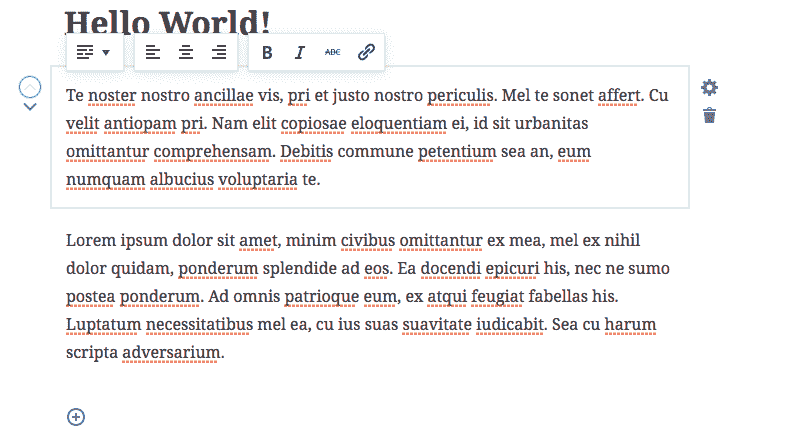 Hello World!
B I ABC
Te noster nostro ancillae vis, pri et justo nostro periculis. Mel te sonet affert. Cu
velit antiopam pri. Nam elit copiosae eloquentiam ei, id sit urbanitas
omittantur comprehensam. Debitis commune petentium sea an, eum
numquam albucius voluptaria te.
Lorem ipsum dolor sit amet, minim civibus omittantur ex mea, mel ex nihil
dolor quidam, ponderum splendide ad eos. Ea docendi epicuri his, nec ne sumo
postea ponderum. Ad omnis patrioque eum, ex atqui feugiat fabellas his.
Luptatum necessitatibus mel ea, cu ius suas suavitate iudicabit. Sea cu harum
scripta adversarium.